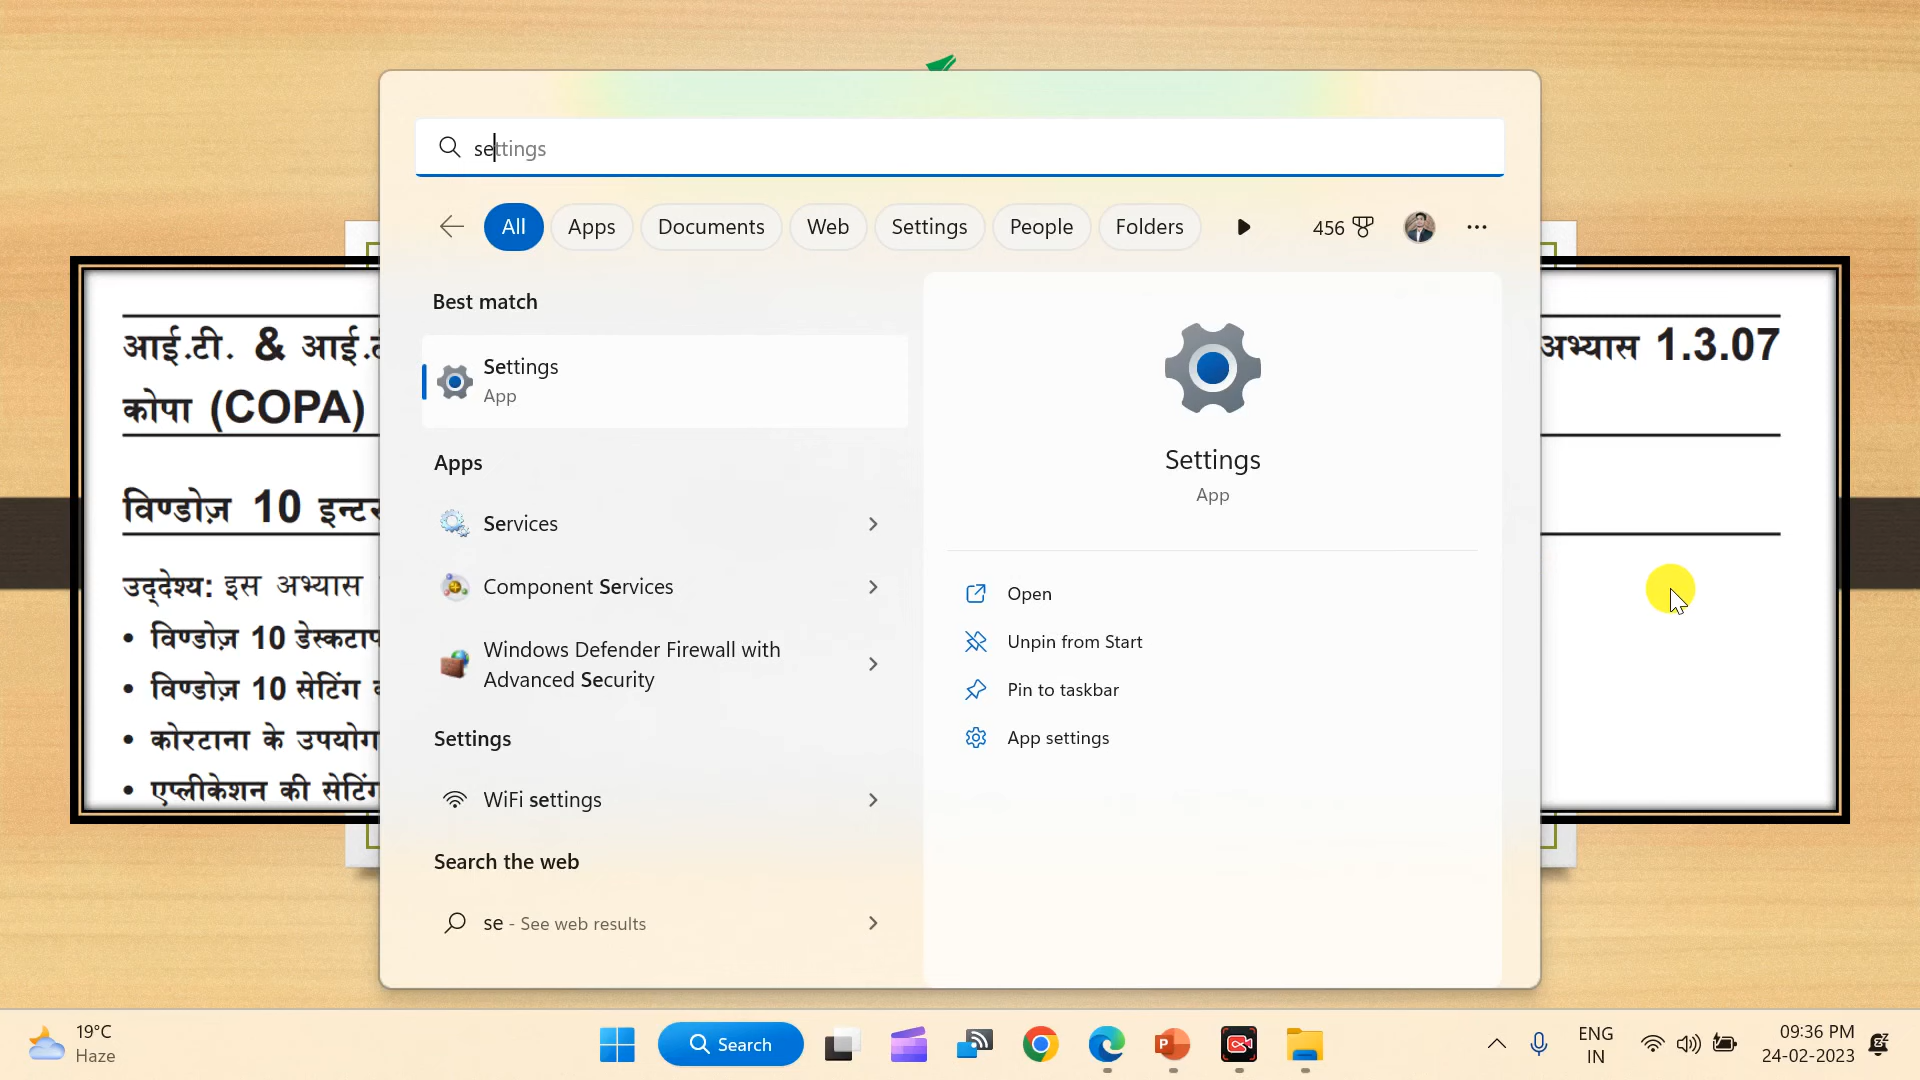 settings
All
Apps
Documents
Web
Settings
People
Folders
456
Best match
Settings
App
Apps
Services
Component Services
Windows Defender Firewall with
Advanced Security
Settings
WiFi settings
Search the web
se - See web results
Settings
App
Open
Unpin from Start
Pin to taskbar
App settings
आई.टी. & आई.टी
कोपा (COPA)
विण्डोज़ 10
उद्देश्य: इस अभ्यास
• विण्डोज़ 10
• विण्डोज़ 10 सेटिंग
• कोरटाना के उपयोग
• एप्लीकेशन की सेटिंग
अभ्यास 1.3.07
19°C
Haze
Search
ENG
IN
09:36 PM
24-02-2023